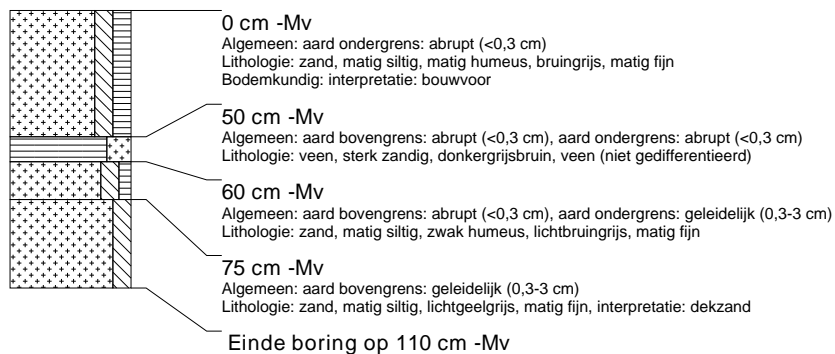 0 cm -Mv
Algemeen: aard ondergrens: abrupt (<0,3 cm)
Lithologie: zand, matig siltig, matig humeus, bruingrijs, matig fijn
Bodemkundig: interpretatie: bouwvoor
50 cm -Mv
Algemeen: aard bovengrens: abrupt (<0,3 cm), aard ondergrens: abrupt (<0,3 cm)
Lithologie: veen, sterk zandig, donkergrijsbruin, veen (niet gedifferentieerd)
60 cm -Mv
Algemeen: aard bovengrens: abrupt (<0,3 cm), aard ondergrens: geleidelijk (0,3-3 cm)
Lithologie: zand, matig siltig, zwak humeus, lichtbruingrijs, matig fijn
75 cm -Mv
Algemeen: aard bovengrens: geleidelijk (0,3-3 cm)
Lithologie: zand, matig siltig, lichtgeelgrijs, matig fijn, interpretatie: dekzand
Einde boring op 110 cm -Mv